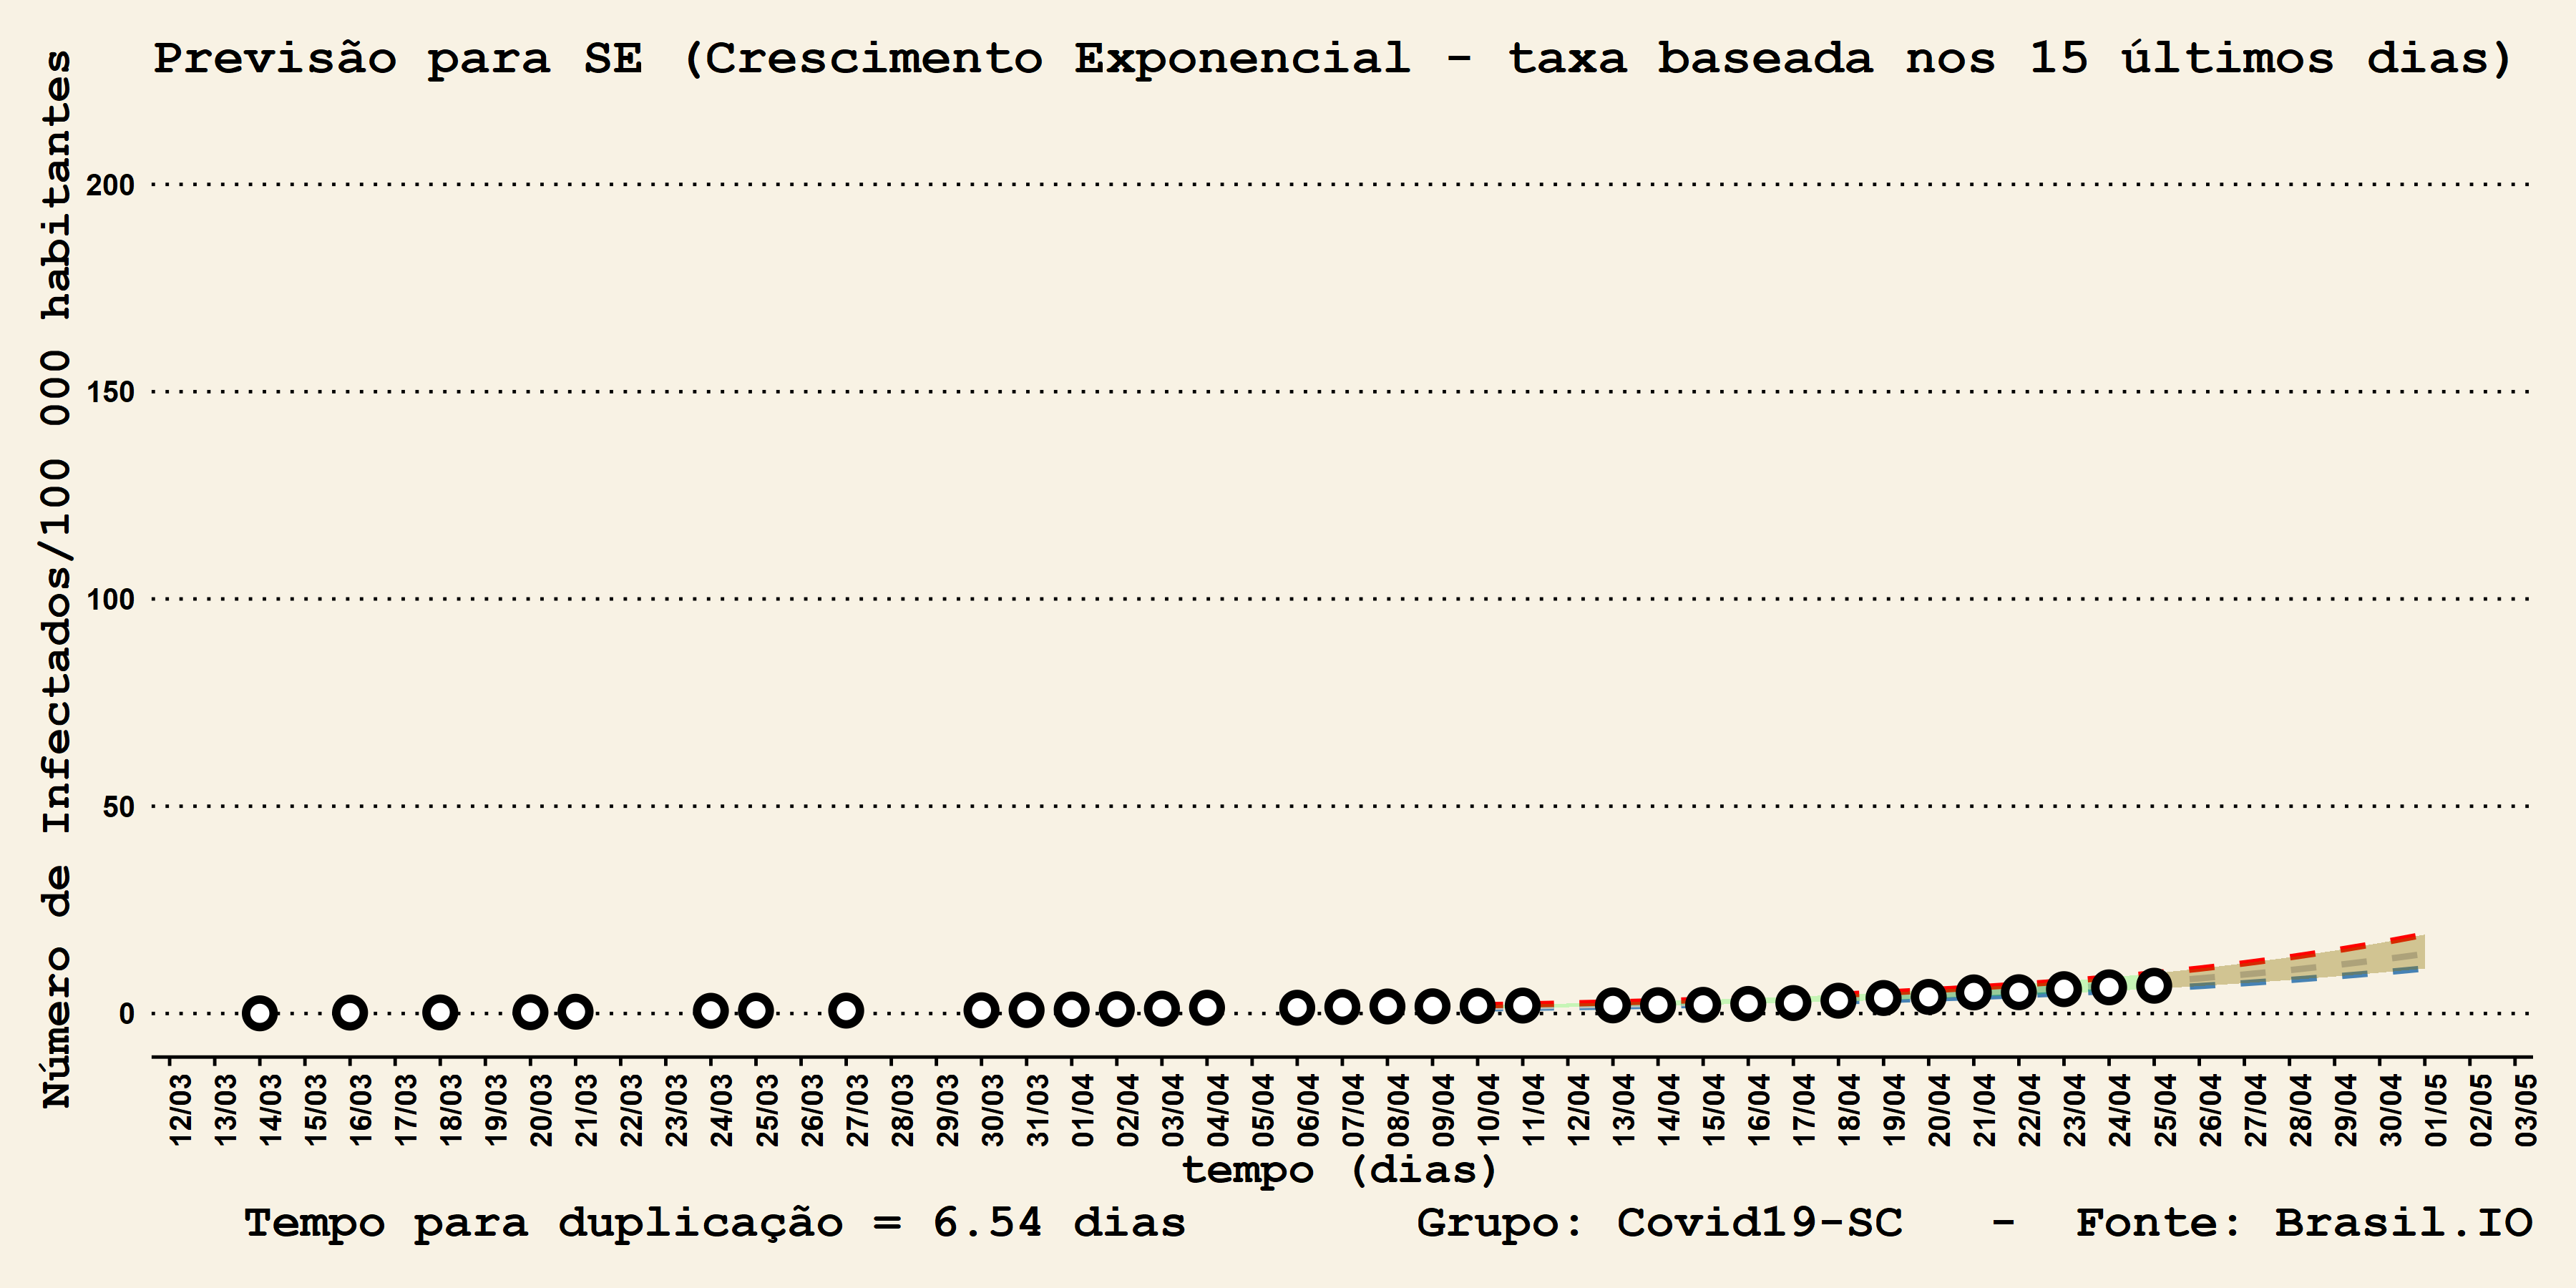 Previsão para SE (Crescimento Exponencial - taxa baseada nos 15 últimos dias)
Número de Infectados/100 000 habitantes
200
150
100
50
0
12/03 13/03 14/03 15/03 16/03 17/03 18/03 19/03 20/03 21/03 22/03 23/03 24/03 25/03 26/03 27/03 28/03 29/03 30/03 31/03 01/04 02/04 03/04 04/04 05/04 06/04 07/04 08/04 09/04 10/04 11/04 12/04 13/04 14/04 15/04 16/04 17/04 18/04 19/04 20/04 21/04 22/04 23/04 24/04 25/04 26/04 27/04 28/04 29/04 30/04 01/05 02/05 03/05
tempo (dias)
Tempo para duplicação = 6.54 dias Grupo: Covid19-SC - Fonte: Brasil.IO